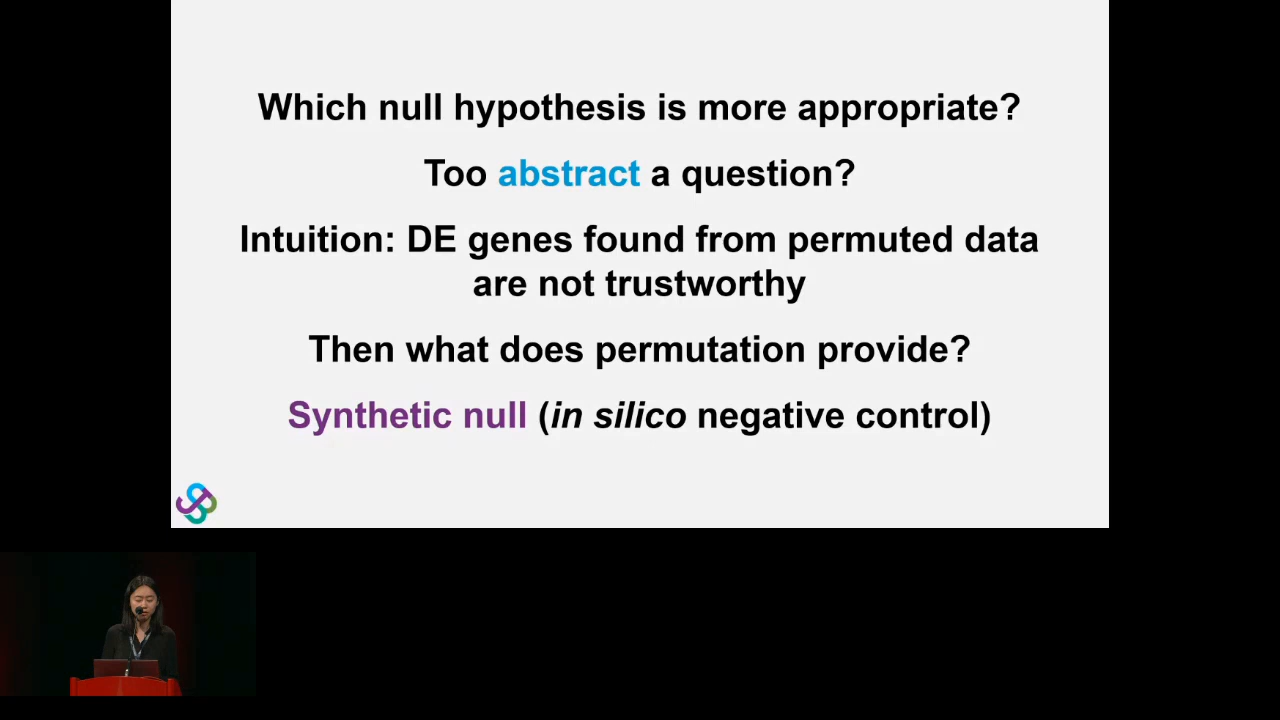 Which null hypothesis is more appropriate?
Too abstract a question?
Intuition: DE genes found from permuted data
are not trustworthy
Then what does permutation provide?
Synthetic null (in silico negative control)